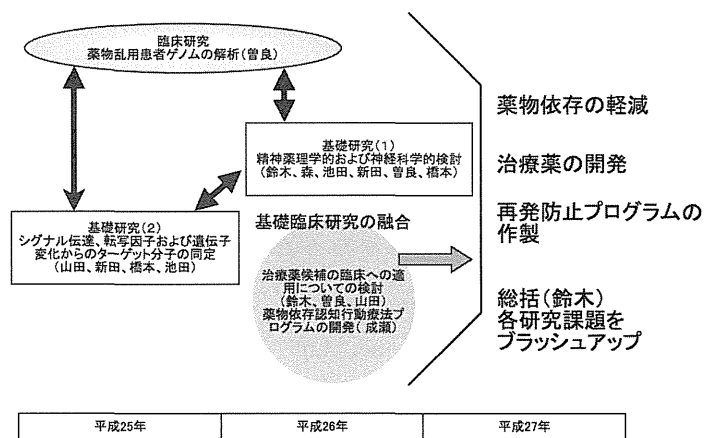 臨床研究
薬物乱用患者ゲノムの解析(曽良)
基礎研究(1)
精神薬理学的および神経科学的検討
(鈴木、森、池田、新田、曽良、橋本)
基礎研究(2)
シグナル伝達、転写因子および遺伝子
変化からのターゲット分子の同定
(山田、新田、橋本、池田)
基礎臨床研究の融合
治療薬候補の臨床への適
用についての検討
(鈴木、曽良、山田)
薬物依存認知行動療法プ
ログラムの開発(成瀬)
薬物依存の軽減
治療薬の開発
再発防止プログラムの
作製
総括(鈴木)
各研究課題を
ブラッシュアップ
平成25年
平成26年
平成27年